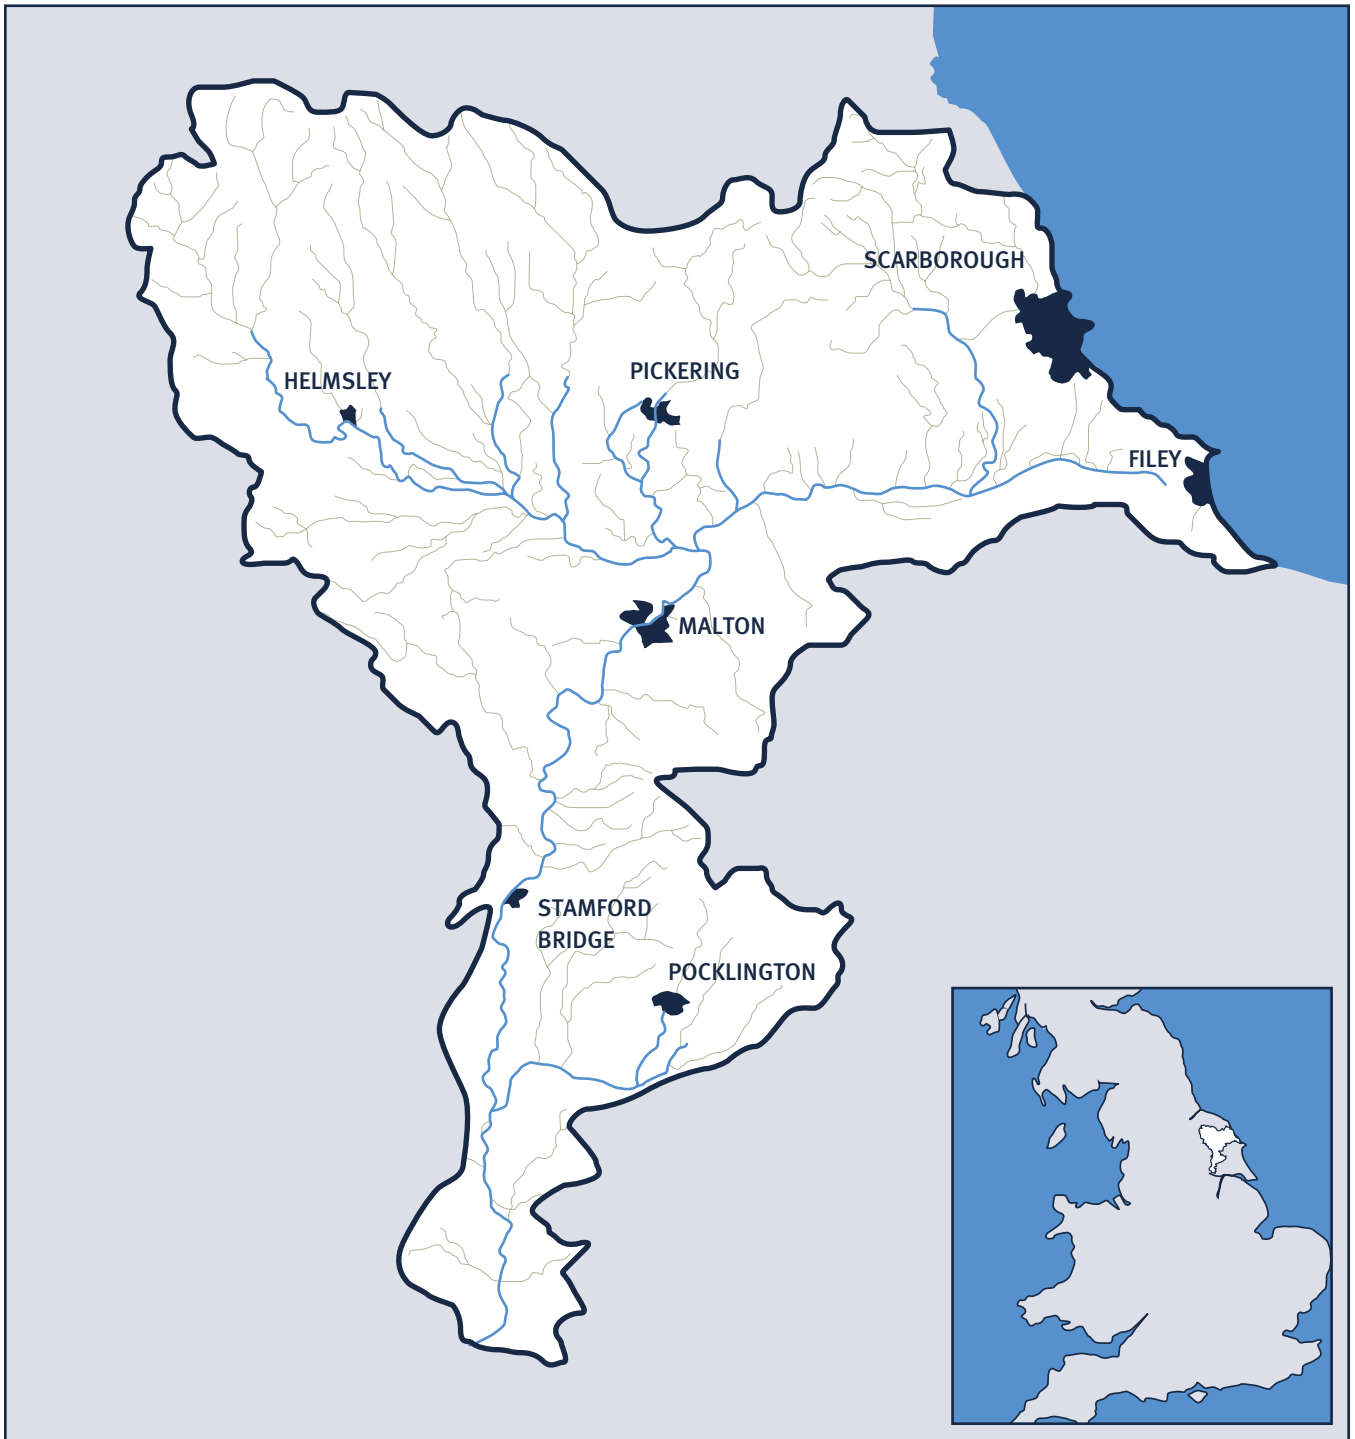 SCARBOROUGH
PICKERING
HELMSLEY
FILEY
MALTON
STAMFORD
BRIDGE
POCKLINGTON